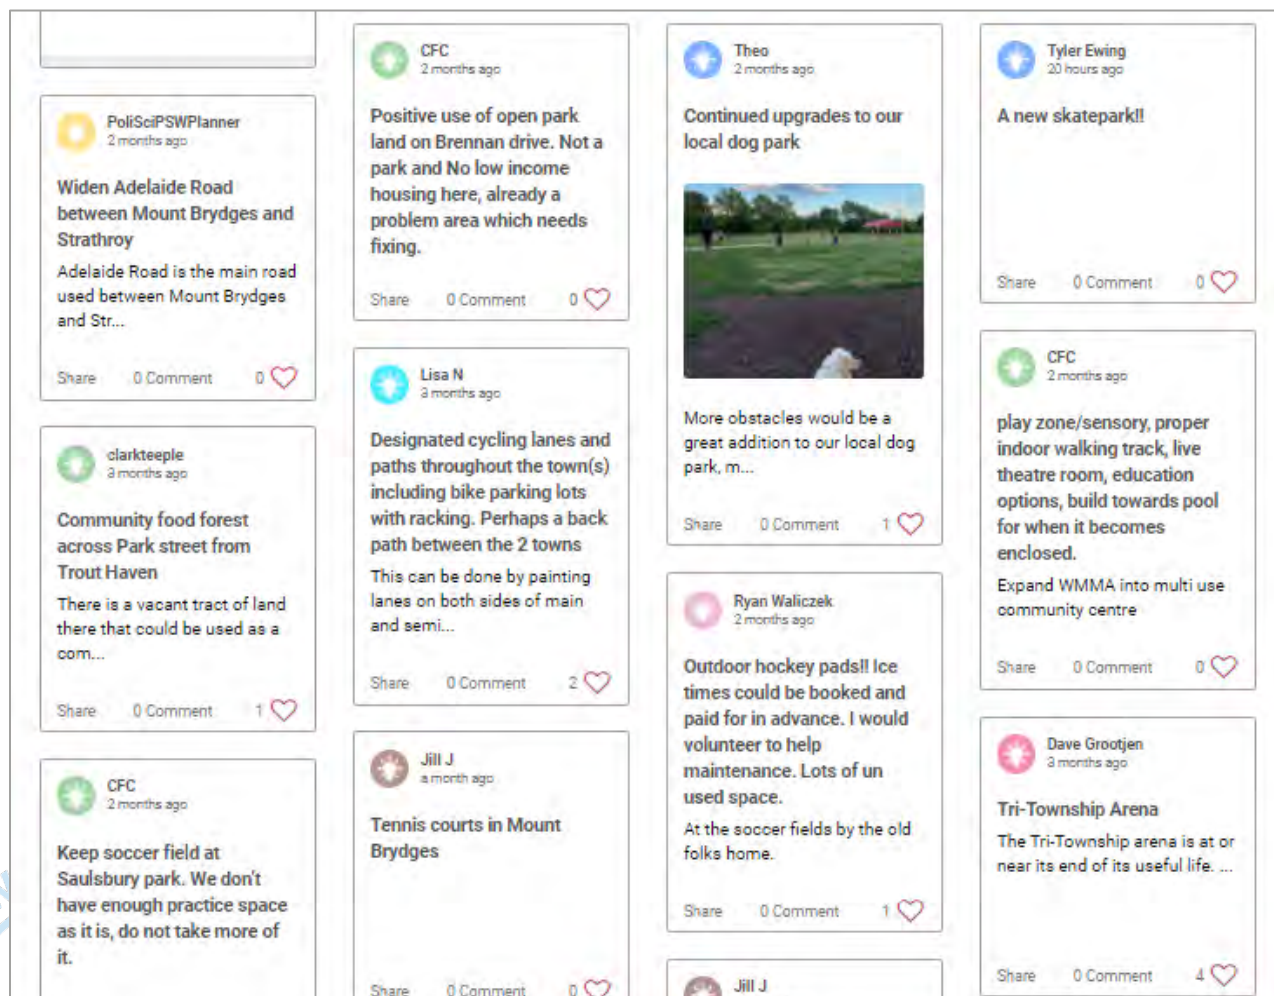 PoliSciPSWPlanner
2 months ago
Widen Adelaide Road
between Mount Brydges and
Strathroy
Adelaide Road is the main road
used between Mount Brydges
and Str...
Share 0 Comment 0
clarkteeple
3 months ago
Community food forest
across Park street from
Trout Haven
There is a vacant tract of land
there that could be used as a
com...
Share 0 Comment 1
CFC
2 months ago
Keep soccer field at
Saulsbury park. We don't
have enough practice space
as it is, do not take more of
it.
CFC
2 months ago
Positive use of open park
land on Brennan drive. Not a
park and No low income
housing here, already a
problem area which needs
fixing.
Share 0 Comment 0
Lisa N
3 months ago
Designated cycling lanes and
paths throughout the town(s)
including bike parking lots
with racking. Perhaps a back
path between the 2 towns
This can be done by painting
lanes on both sides of main
and semi...
Share 0 Comment 2
Jill J
a month ago
Tennis courts in Mount
Brydges
Share 0 Comment 0
Theo
2 months ago
Continued upgrades to our
local dog park
More obstacles would be a
great addition to our local dog
park, m...
Share 0 Comment 1
Ryan Waliczek
2 months ago
Outdoor hockey pads!! Ice
times could be booked and
paid for in advance. I would
volunteer to help
maintenance. Lots of un
used space.
At the soccer fields by the old
folks home.
Share 0 Comment 1
Jill J
Tyler Ewing
20 hours ago
A new skatepark!!
Share 0 Comment 0
CFC
2 months ago
play zone/sensory, proper
indoor walking track, live
theatre room, education
options, build towards pool
for when it becomes
enclosed.
Expand WMMA into multi use
community centre
Share 0 Comment 0
Dave Grootjen
3 months ago
Tri-Township Arena
The Tri-Township arena is at or
near its end of its useful life. ...
Share 0 Comment 4